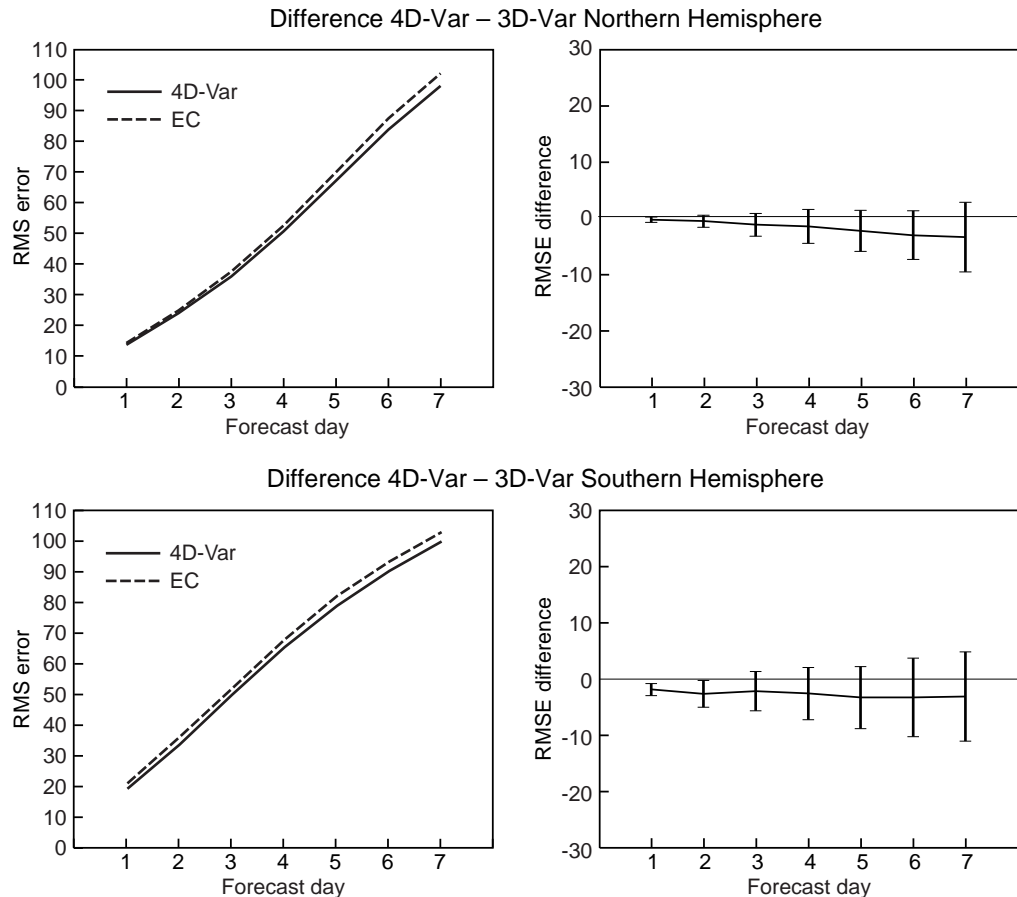 Difference 4D-Var – 3D-Var Northern Hemisphere
RMS error
110
100
90
80
70
60
50
40
30
20
10
0
4D-Var
EC
1 2 3 4 5 6 7
Forecast day
RMSE difference
30
20
10
0
-10
-20
-30
1 2 3 4 5 6 7
Forecast day
Difference 4D-Var – 3D-Var Southern Hemisphere
RMS error
110
100
90
80
70
60
50
40
30
20
10
0
4D-Var
EC
1 2 3 4 5 6 7
Forecast day
RMSE difference
30
20
10
0
-10
-20
-30
1 2 3 4 5 6 7
Forecast day